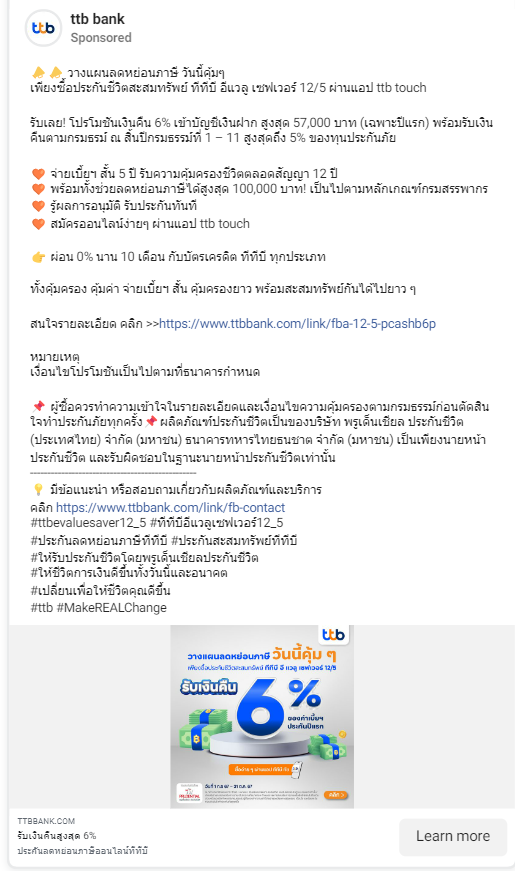 ttb bank
Sponsored
วางแผนลดหย่อนภาษี วันนี้คุ้มๆ
เพียงซื้อประกันชีวิตสะสมทรัพย์ ทีทีบี อีแวลู เซฟเวอร์ 12/5 ผ่านแอป ttb touch
รับเลย! โปรโมชันเงินคืน 6% เข้าบัญชีเงินฝาก สูงสุด 57,000 บาท (เฉพาะปีแรก) พร้อมรับเงิน
คืนตามกรมธรม์ ณ สิ้นปีกรมธรรม์ที่ 1 – 11 สูงสุดถึง 5% ของทุนประกันภัย
🧡 จ่ายเบี้ยฯ สั้น 5 ปี รับความคุ้มครองชีวิตตลอดสัญญา 12 ปี
🧡 พร้อมทั้งช่วยลดหย่อนภาษีได้สูงสุด 100,000 บาท! เป็นไปตามหลักเกณฑ์กรมสรรพากร
🧡 รู้ผลการอนุมัติ รับประกันทันที
🧡 สมัครออนไลน์ง่ายๆ ผ่านแอป ttb touch
👉 ผ่อน 0% นาน 10 เดือน กับบัตรเครดิต ทีทีบี ทุกประเภท
ทั้งคุ้มครอง คุ้มค่า จ่ายเบี้ยฯ สั้น คุ้มครองยาว พร้อมสะสมทรัพย์กันได้ไปยาว ๆ
สนใจรายละเอียด คลิก >>https://www.ttbbank.com/link/fba-12-5-pcashb6p
หมายเหตุ
เงื่อนไขโปรโมชันเป็นไปตามที่ธนาคารกำหนด
📌 ผู้ซื้อควรทำความเข้าใจในรายละเอียดและเงื่อนไขความคุ้มครองตามกรมธรรม์ก่อนตัดสิน
ใจทำประกันภัยทุกครั้ง📌ผลิตภัณฑ์ประกันชีวิตเป็นของบริษัท พรูเด็นเชียล ประกันชีวิต
(ประเทศไทย) จำกัด (มหาชน) ธนาคารทหารไทยธนชาต จำกัด (มหาชน) เป็นเพียงนายหน้า
ประกันชีวิต และรับผิดชอบในฐานะนายหน้าประกันชีวิตเท่านั้น
------------------------------------------------
💡 มีข้อแนะนำ หรือสอบถามเกี่ยวกับผลิตภัณฑ์และบริการ
คลิก https://www.ttbbank.com/link/fb-contact
#ttbevaluesaver12_5 #ทีทีบีอีแวลูเซฟเวอร์12_5
#ประกันลดหย่อนภาษีทีทีบี #ประกันสะสมทรัพย์ทีทีบี
#ให้รับประกันชีวิตโดยพรูเด็นเชียลประกันชีวิต
#ให้ชีวิตการเงินดีขึ้นทั้งวันนี้และอนาคต
#เปลี่ยนเพื่อให้ชีวิตคุณดีขึ้น
#ttb #MakeREALChange
ttb
วางแผนลดหย่อนภาษี วันนี้คุ้ม ๆ
เพียงซื้อประกันชีวิตสะสมทรัพย์ ทีทีบี อี แวลู เซฟเวอร์ 12/5
รับเงินคืน 6%
ของค่าเบี้ยฯ
ประกันปีแรก
PRUDENTIAL
คลิก
TTBBANK.COM
รับเงินคืนสูงสุด 6%
ประกันลดหย่อนภาษีออนไลน์ทีทีบี
Learn more